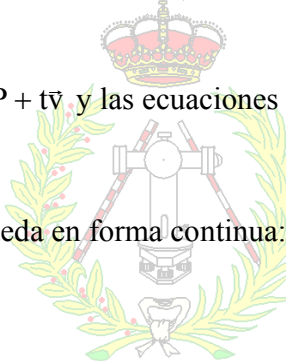 P + tv⃗ y las ecuaciones
eda en forma continua: